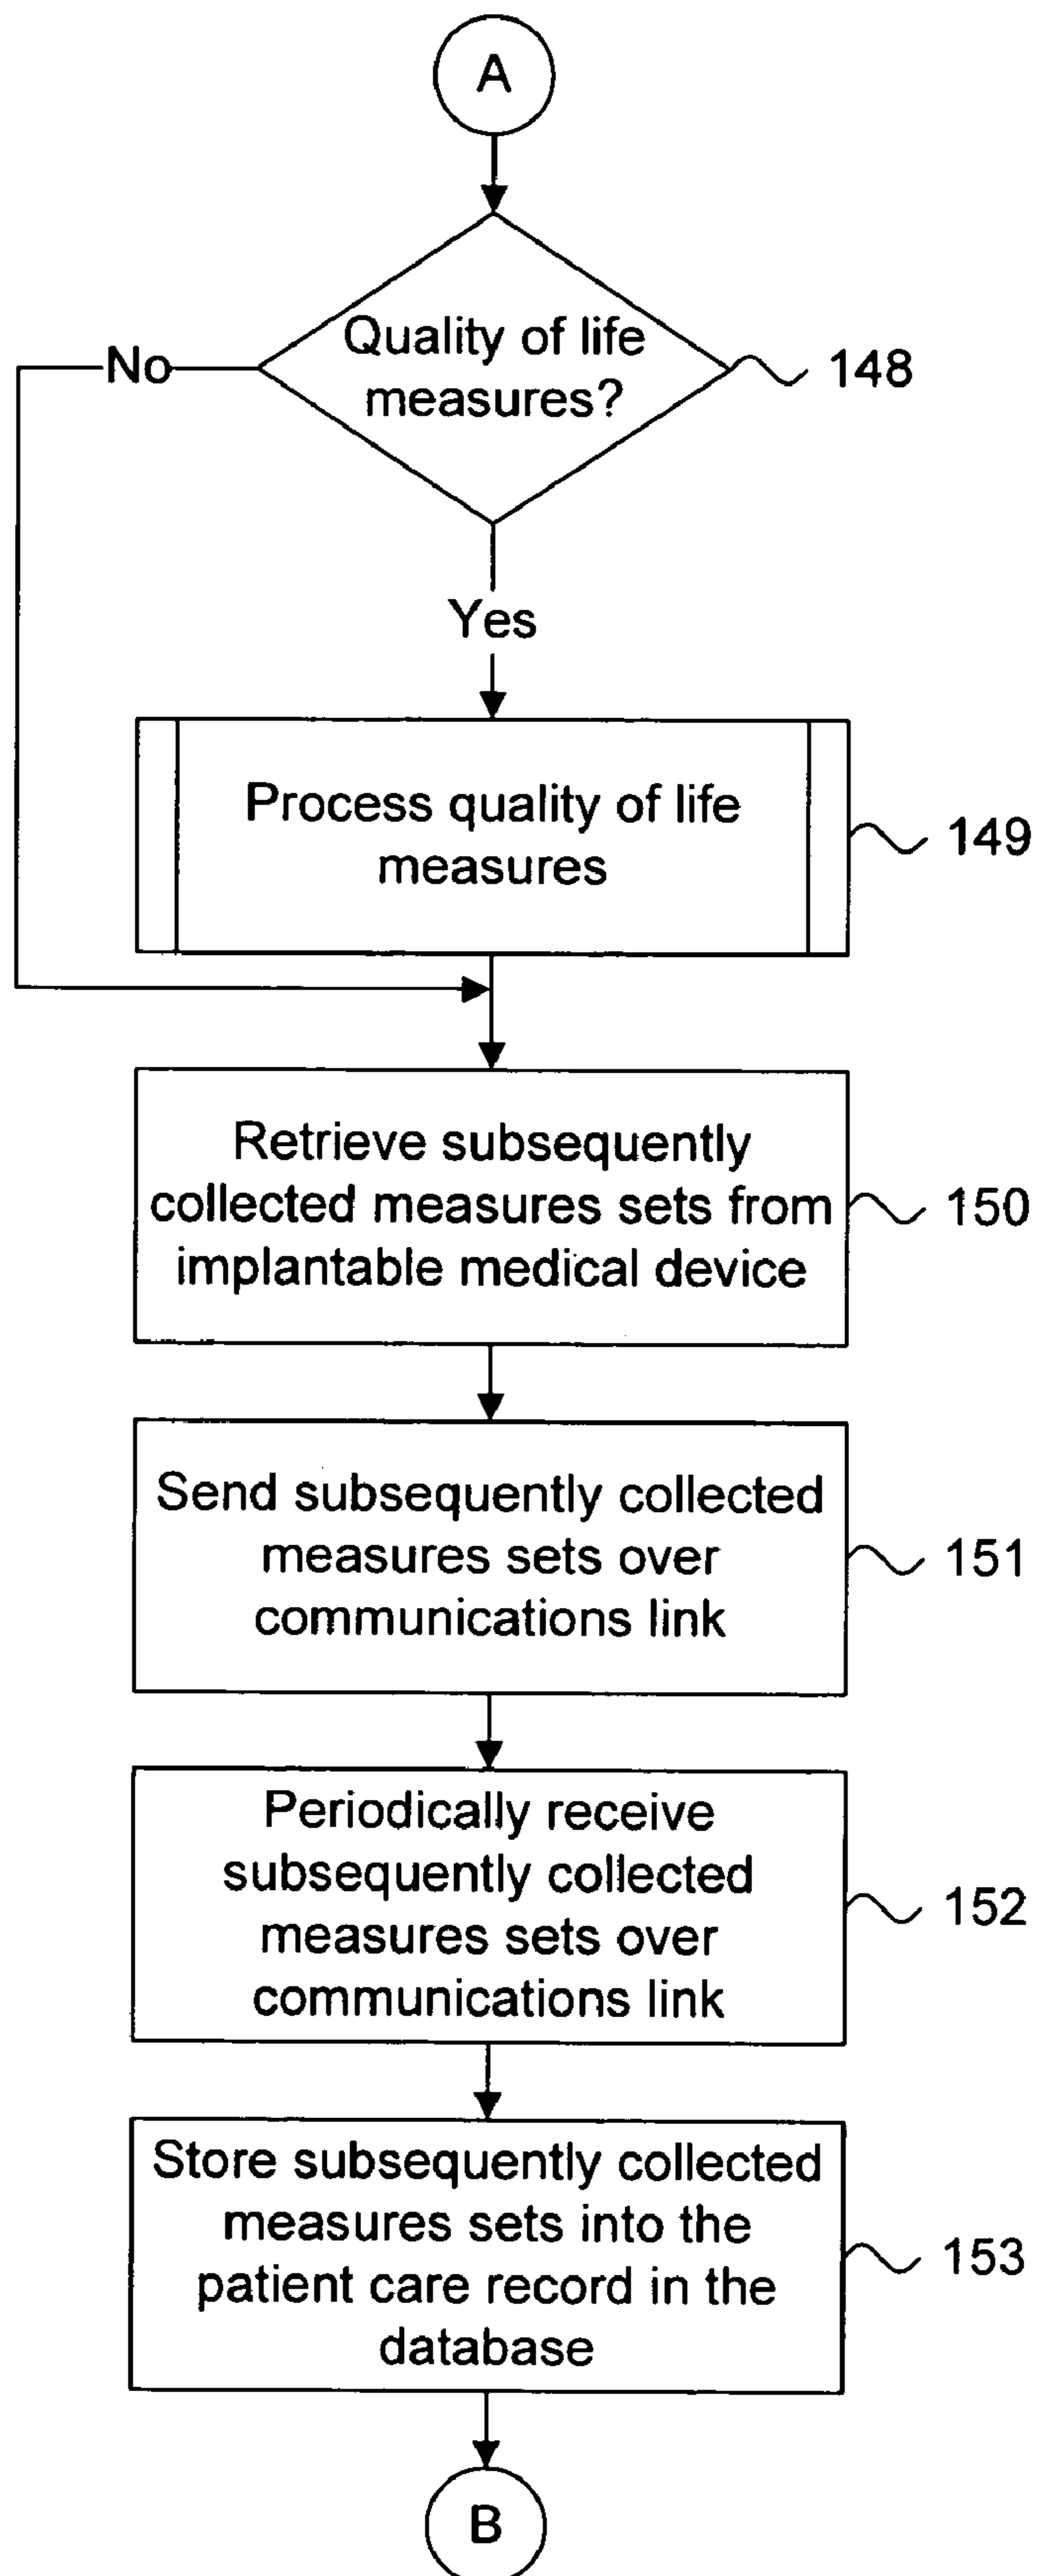 A
Quality of life
measures?
148
No
Yes
Process quality of life
measures
149
Retrieve subsequently
collected measures sets from
implantable medical device
150
Send subsequently collected
measures sets over
communications link
151
Periodically receive
subsequently collected
measures sets over
communications link
152
Store subsequently collected
measures sets into the
patient care record in the
database
153
B